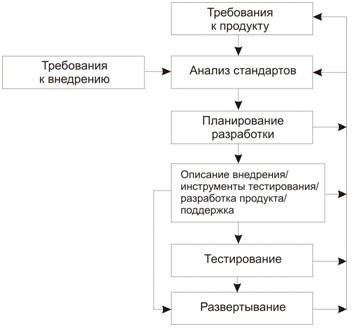 Требования
к продукту
Требования
к внедрению
Анализ стандартов
Планирование
разработки
Описание внедрения/
инструменты тестирования/
разработка продукта/
поддержка
Тестирование
Развертывание